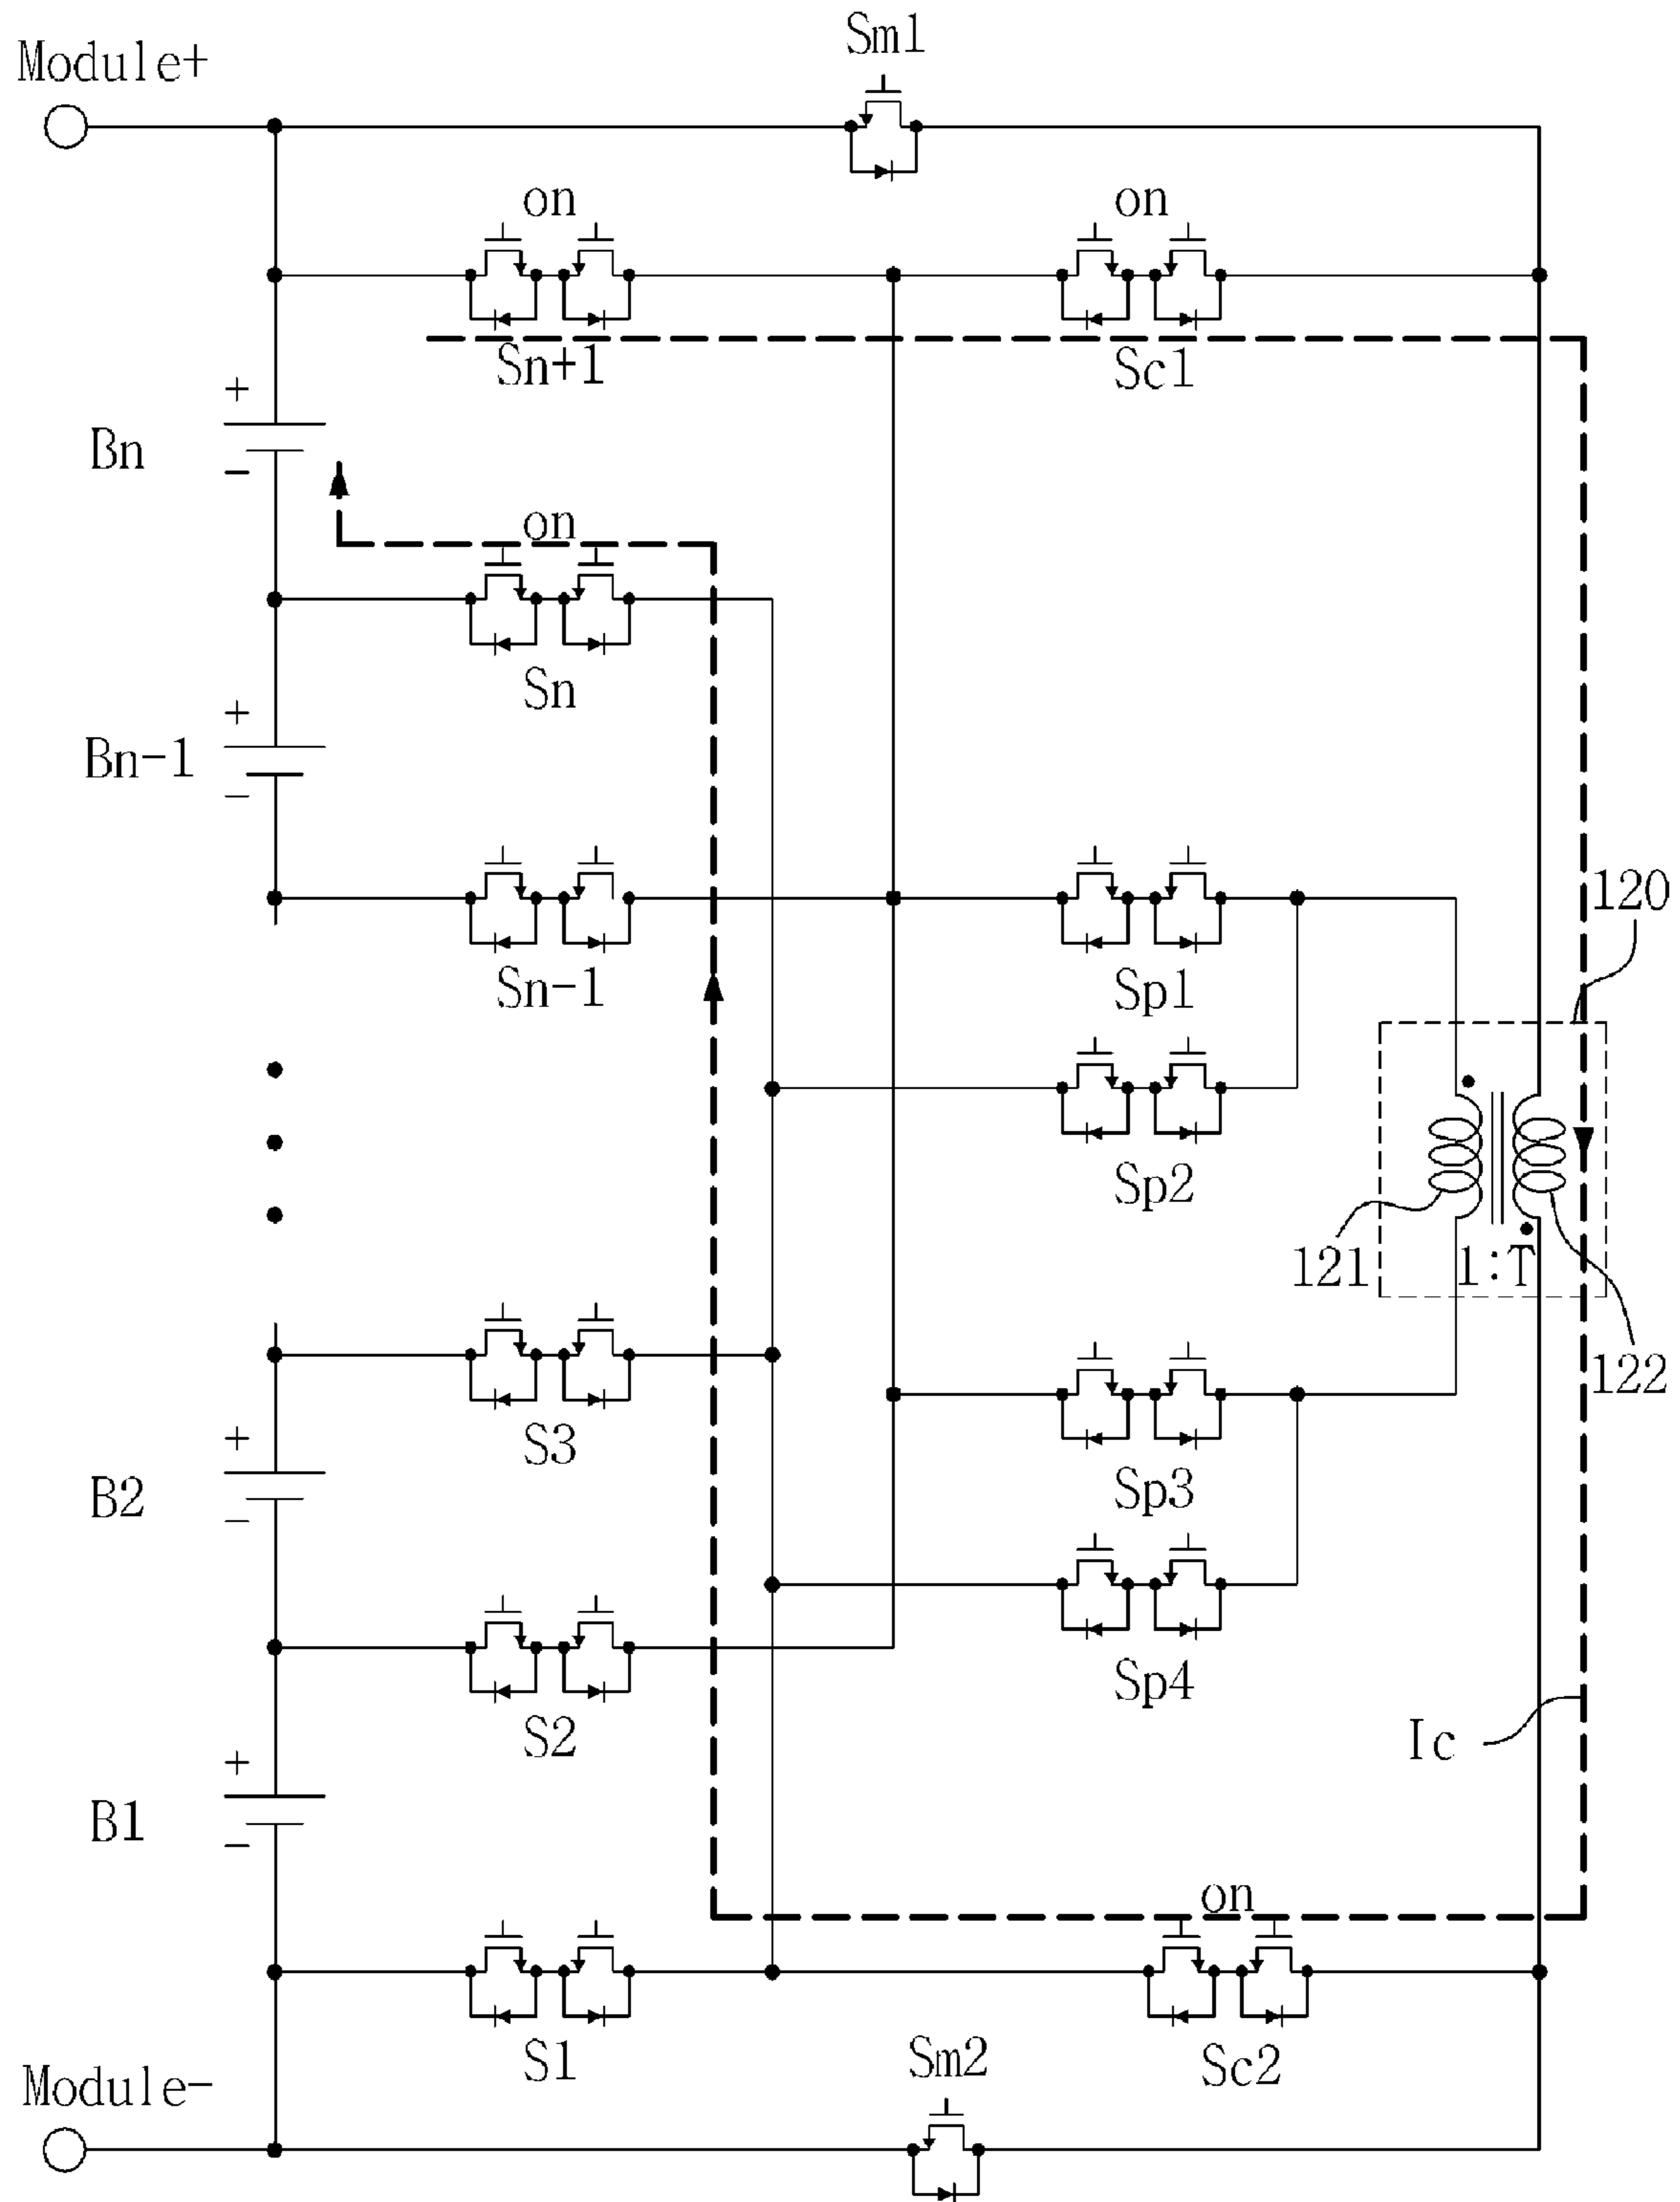 Sm1
Module+
on
on
Sn+1
Sc1
+
Bn
−
on
Sn
+
Bn-1
−
Sn-1
Sp1
120
Sp2
121
1:T
122
S3
Sp3
+
B2
−
Sp4
S2
Ic
+
B1
−
on
S1
Sc2
Sm2
Module-